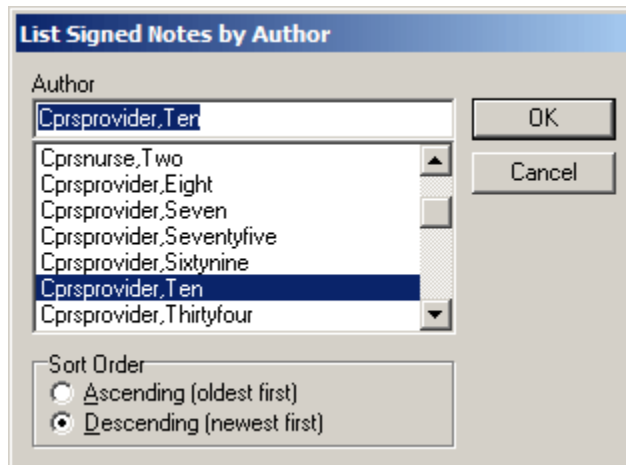 List Signed Notes by Author
Author
Cprsprovider,Ten
OK
Cprsnurse,Two
Cprsprovider,Eight
Cprsprovider,Seven
Cprsprovider,Seventyfive
Cprsprovider,Sixtynine
Cprsprovider,Ten
Cprsprovider,Thirtyfour
Cancel
Sort Order
Ascending (oldest first)
Descending (newest first)